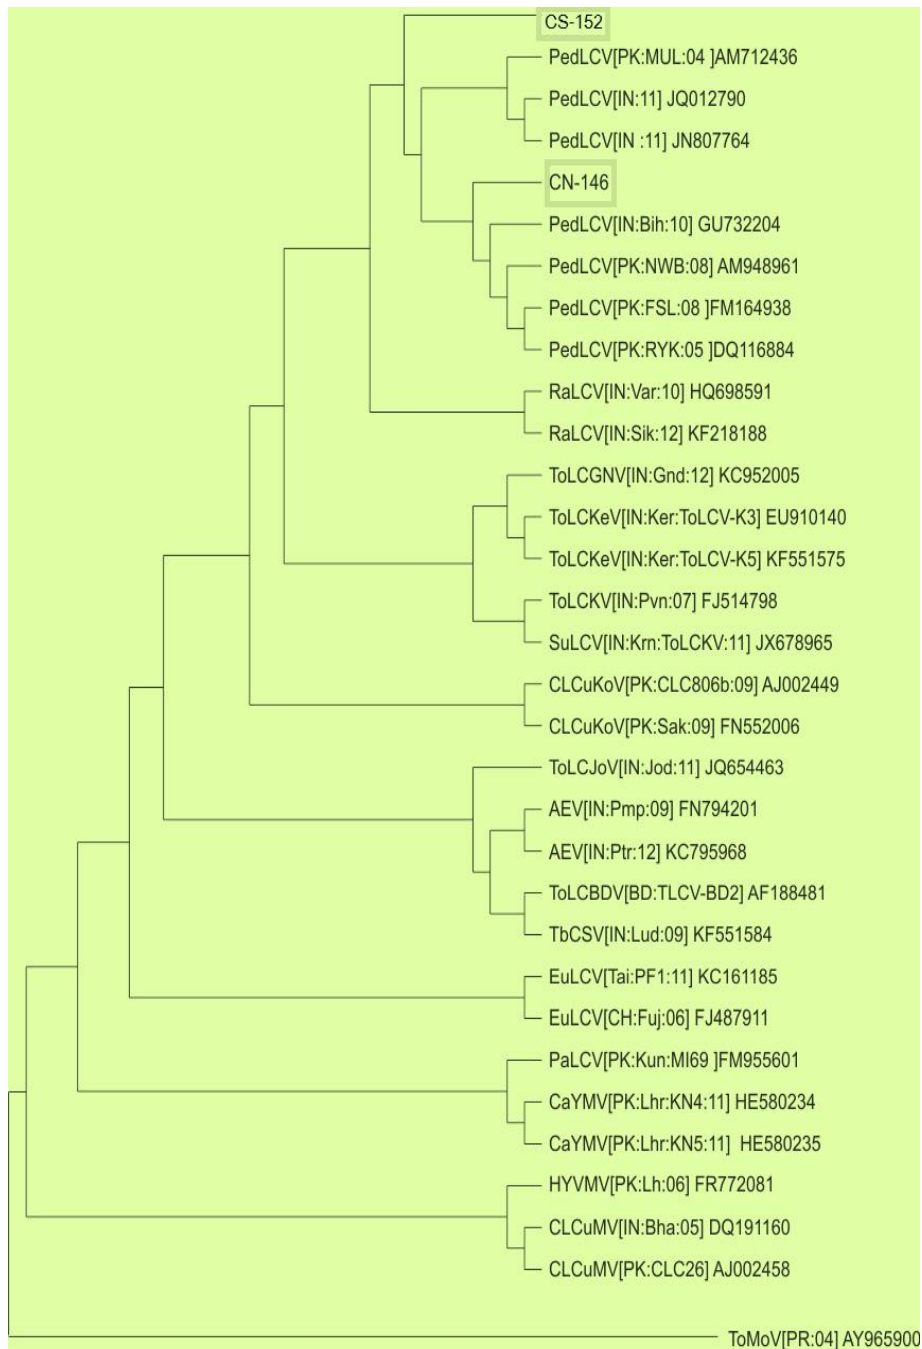 CS-152
PedLCV[PK:MUL:04 ]AM712436
PedLCV[IN:11] JQ012790
PedLCV[IN :11] JN807764
CN-146
PedLCV[IN:Bih:10] GU732204
PedLCV[PK:NWB:08] AM948961
PedLCV[PK:FSL:08 ]FM164938
PedLCV[PK:RYK:05 ]DQ116884
RaLCV[IN:Var:10] HQ698591
RaLCV[IN:Sik:12] KF218188
ToLCGNV[IN:Gnd:12] KC952005
ToLCKeV[IN:Ker:ToLCV-K3] EU910140
ToLCKeV[IN:Ker:ToLCV-K5] KF551575
ToLCKV[IN:Pvn:07] FJ514798
SuLCV[IN:Krn:ToLCKV:11] JX678965
CLCuKoV[PK:CLC806b:09] AJ002449
CLCuKoV[PK:Sak:09] FN552006
ToLCJoV[IN:Jod:11] JQ654463
AEV[IN:Pmp:09] FN794201
AEV[IN:Ptr:12] KC795968
ToLCBDV[BD:TLCV-BD2] AF188481
TbCSV[IN:Lud:09] KF551584
EuLCV[Tai:PF1:11] KC161185
EuLCV[CH:Fuj:06] FJ487911
PaLCV[PK:Kun:MI69 ]FM955601
CaYMV[PK:Lhr:KN4:11] HE580234
CaYMV[PK:Lhr:KN5:11] HE580235
HYVMV[PK:Lh:06] FR772081
CLCuMV[IN:Bha:05] DQ191160
CLCuMV[PK:CLC26] AJ002458
ToMoV[PR:04] AY965900